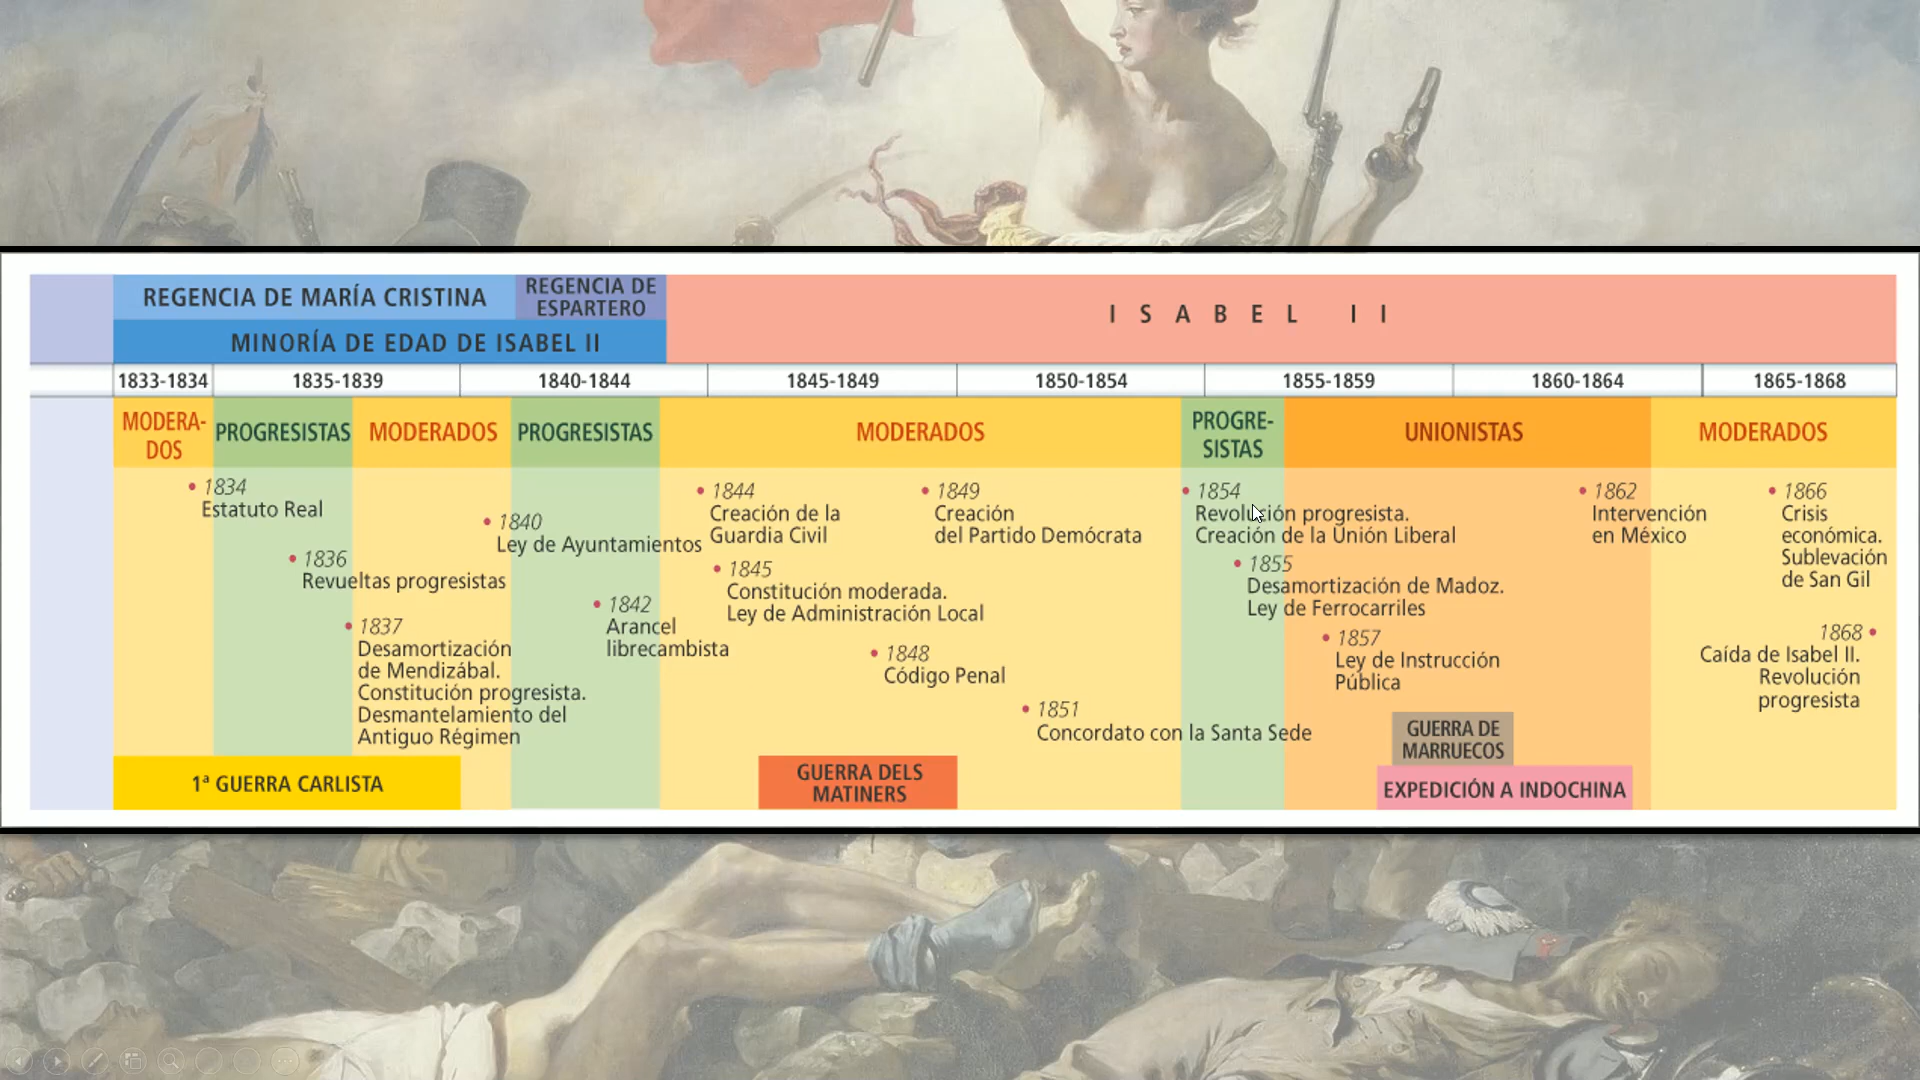 REGENCIA DE MARÍA CRISTINA
REGENCIA DE
ESPARTERO
MINORÍA DE EDAD DE ISABEL II
ISABEL II
1833-1834
1835-1839
1840-1844
1845-1849
1850-1854
1855-1859
1860-1864
1865-1868
MODERA-
DOS
PROGRESISTAS
MODERADOS
PROGRESISTAS
MODERADOS
PROGRE-
SISTAS
UNIONISTAS
MODERADOS
1834
Estatuto Real
1836
Revueltas progresistas
1837
Desamortización
de Mendizábal.
Constitución progresista.
Desmantelamiento del
Antiguo Régimen
1840
Ley de Ayuntamientos
1842
Arancel
librecambista
1844
Creación de la
Guardia Civil
1845
Constitución moderada.
Ley de Administración Local
1848
Código Penal
1849
Creación
del Partido Demócrata
1851
Concordato con la Santa Sede
1854
Revolución progresista.
Creación de la Unión Liberal
1855
Desamortización de Madoz.
Ley de Ferrocarriles
1857
Ley de Instrucción
Pública
1862
Intervención
en México
1866
Crisis
económica.
Sublevación
de San Gil
1868
Caída de Isabel II.
Revolución
progresista
1ª GUERRA CARLISTA
GUERRA DELS
MATINERS
GUERRA DE
MARRUECOS
EXPEDICIÓN A INDOCHINA